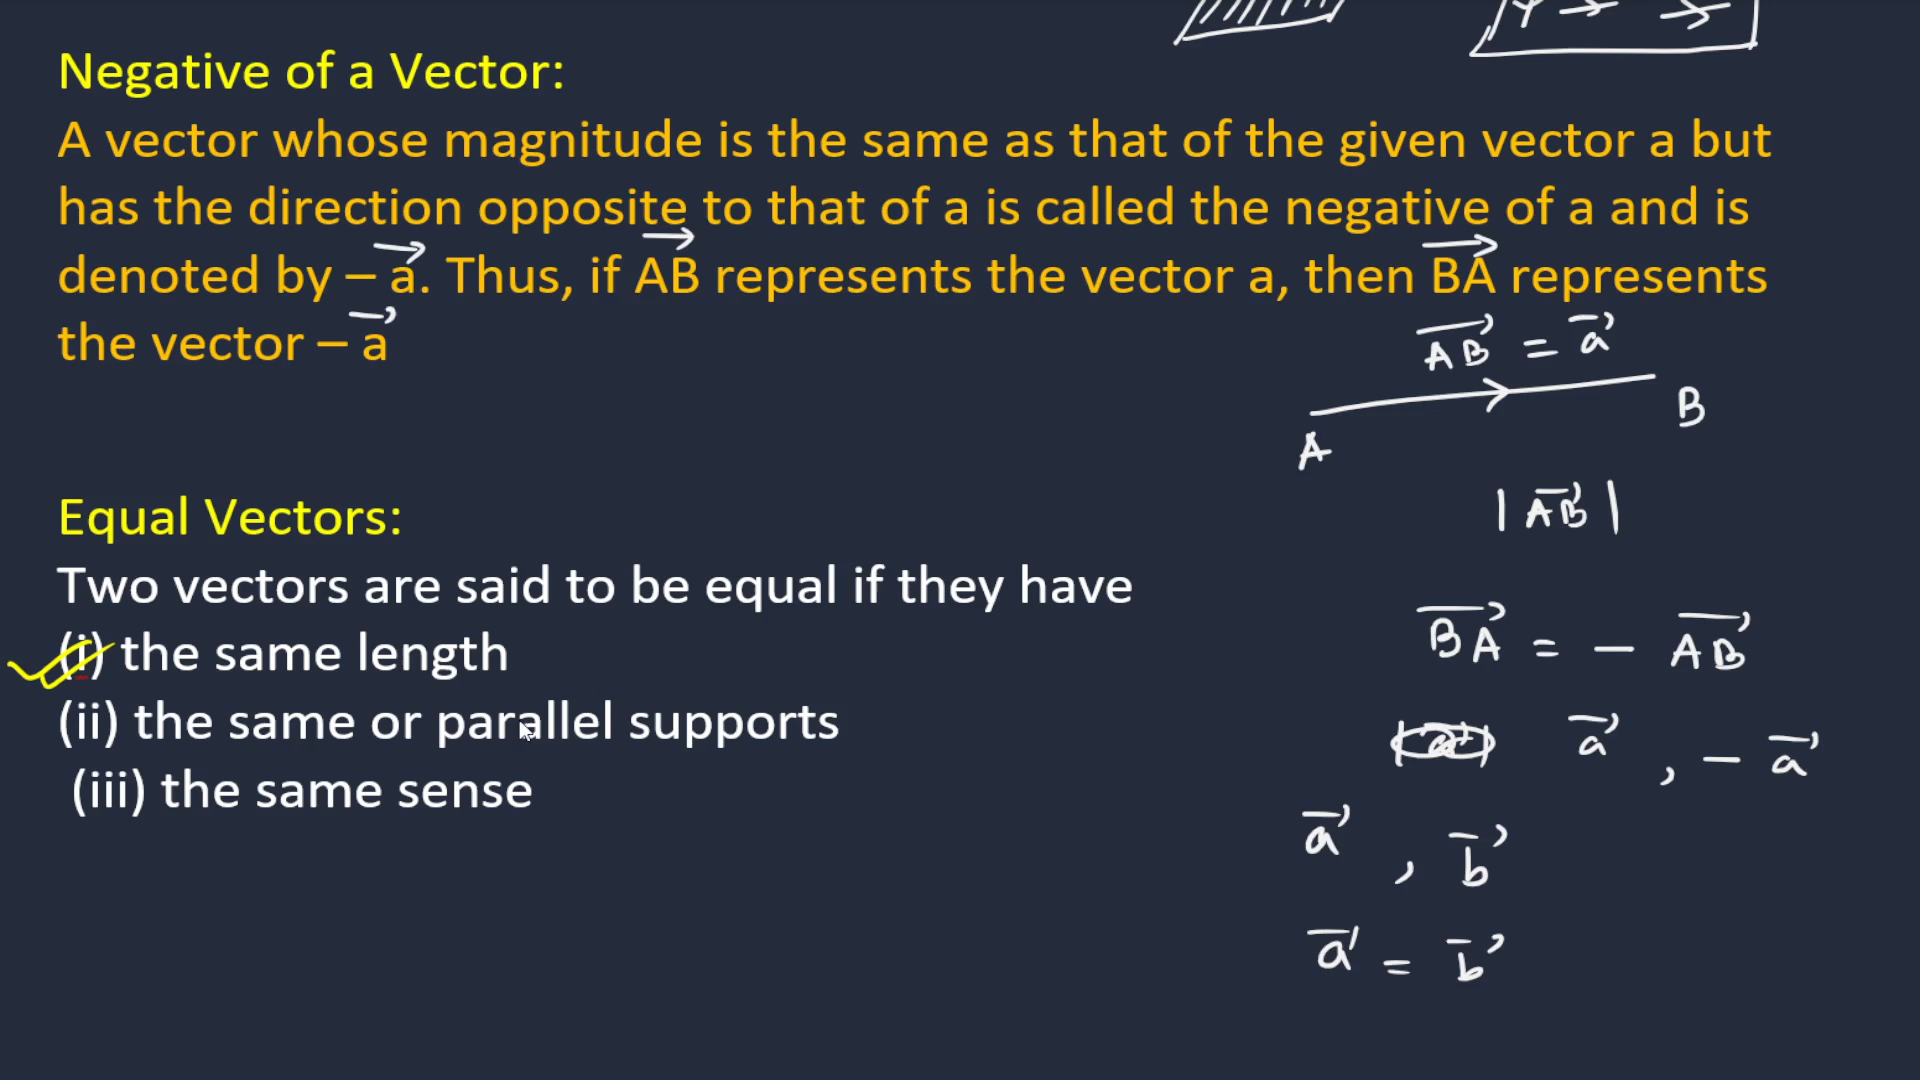 Negative of a Vector:
A vector whose magnitude is the same as that of the given vector a but
has the direction opposite to that of a is called the negative of a and is
denoted by – a. Thus, if AB represents the vector a, then BA represents
the vector – a
AB = a
A
B
|AB|
Equal Vectors:
Two vectors are said to be equal if they have
(i) the same length
(ii) the same or parallel supports
(iii) the same sense
BA = - AB
a , - a
a , b
a = b